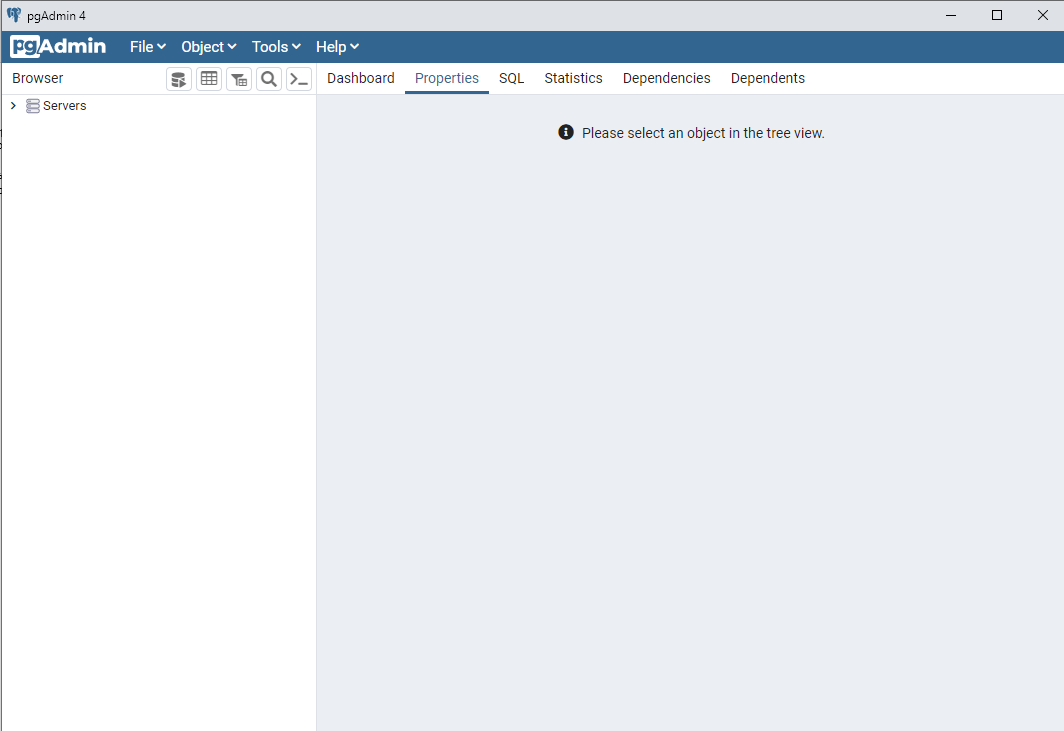 pgAdmin 4
pgAdmin File Object Tools Help
Browser Dashboard Properties SQL Statistics Dependencies Dependents
Servers
Please select an object in the tree view.